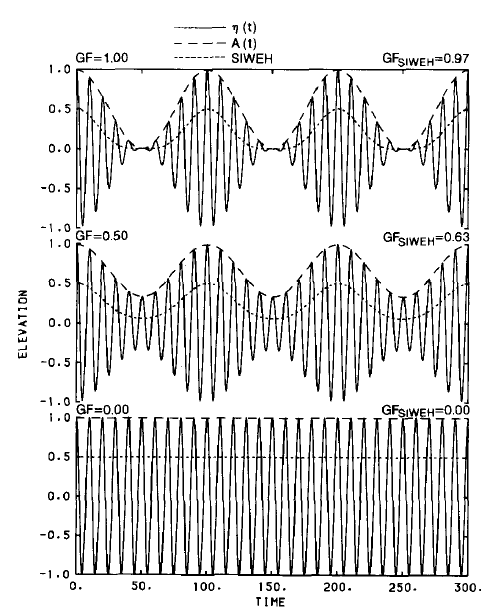 η (t)
A (t)
SIWEH
GF=1.00 GF_SIWEH=0.97
1.0
0.5
0.0
-0.5
-1.0
GF=0.50 GF_SIWEH=0.63
1.0
0.5
0.0
-0.5
-1.0
ELEVATION
GF=0.00 GF_SIWEH=0.00
1.0
0.5
0.0
-0.5
-1.0
0. 50. 100. 150. 200. 250. 300.
TIME